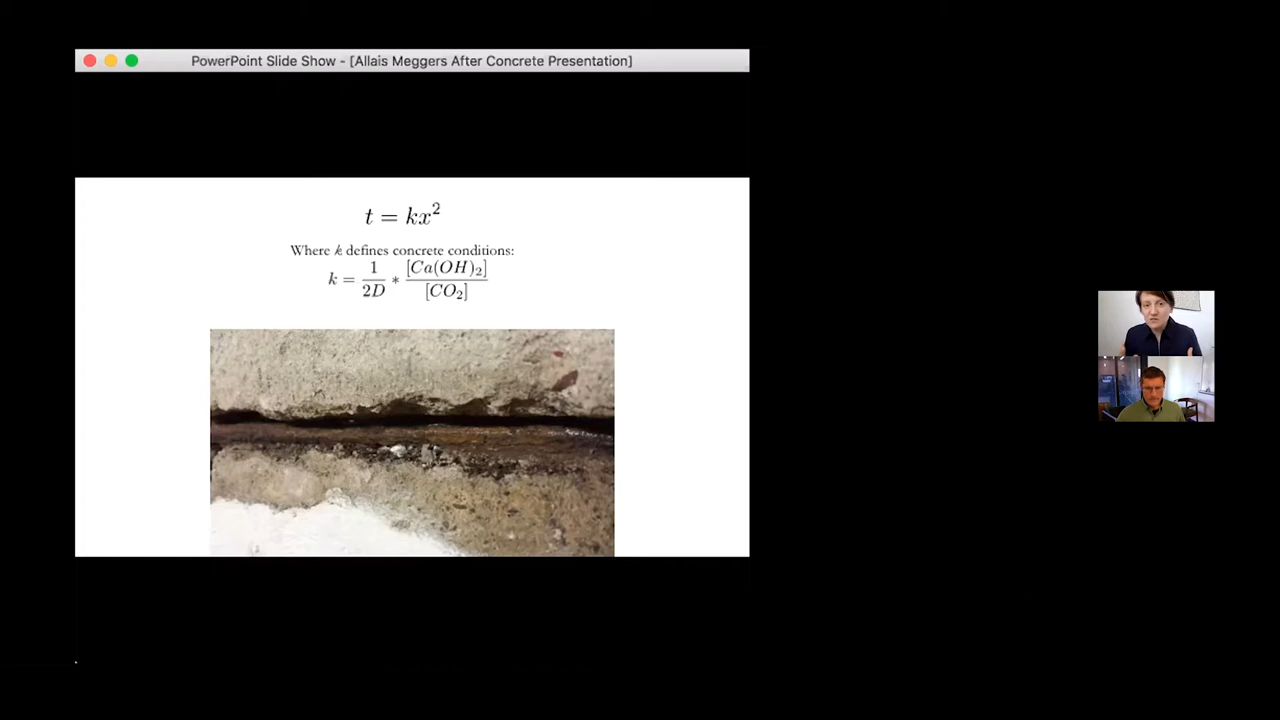 PowerPoint Slide Show - [Allais Meggers After Concrete Presentation]
t = kx²
Where k defines concrete conditions:
k = 1/2D * [Ca(OH)₂]/[CO₂]